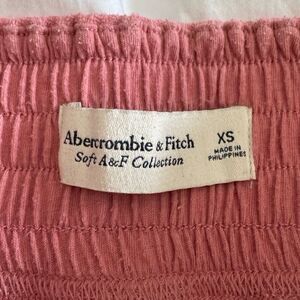 Abercrombie & Fitch
Soft A&F Collection
XS
MADE IN
PHILIPPINES